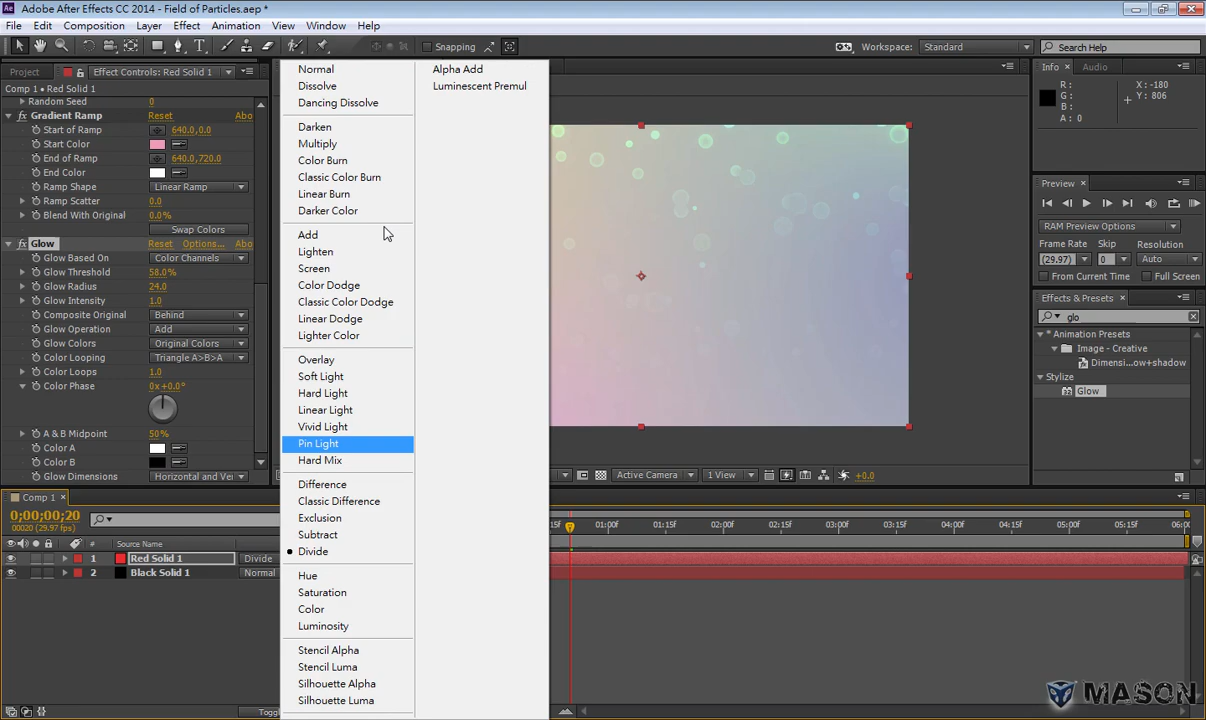 Adobe After Effects CC 2014 - Field of Particles.aep *
File Edit Composition Layer Effect Animation View Window Help
Snapping
Workspace: Standard
Search Help
Project
Effect Controls: Red Solid 1
Comp 1 • Red Solid 1
Random Seed 0
Gradient Ramp Reset Abo
Start of Ramp 640.0,0.0
Start Color
End of Ramp 640.0,720.0
End Color
Ramp Shape Linear Ramp
Ramp Scatter 0.0
Blend With Original 0.0%
Swap Colors
Glow Reset Options... Abo
Glow Based On Color Channels
Glow Threshold 58.0%
Glow Radius 24.0
Glow Intensity 1.0
Composite Original Behind
Glow Operation Add
Glow Colors Original Colors
Color Looping Triangle A>B>A
Color Loops 1.0
Color Phase 0x+0.0°
A & B Midpoint 50%
Color A
Color B
Glow Dimensions Horizontal and Ver
Normal
Dissolve
Dancing Dissolve
Darken
Multiply
Color Burn
Classic Color Burn
Linear Burn
Darker Color
Add
Lighten
Screen
Color Dodge
Classic Color Dodge
Linear Dodge
Lighter Color
Overlay
Soft Light
Hard Light
Linear Light
Vivid Light
Pin Light
Hard Mix
Difference
Classic Difference
Exclusion
Subtract
Divide
Hue
Saturation
Color
Luminosity
Stencil Alpha
Stencil Luma
Silhouette Alpha
Silhouette Luma
Alpha Add
Luminescent Premul
Active Camera
1 View
+0.0
Info Audio
R :
G :
B :
A : 0
X : -180
Y : 806
Preview
RAM Preview Options
Frame Rate Skip Resolution
(29.97) 0 Auto
From Current Time Full Screen
Effects & Presets
glo
* Animation Presets
Image - Creative
Dimensi...ow+shadow
Stylize
Glow
Comp 1
0;00;00;20
00020 (29.97 fps)
15f 01:00f 01:15f 02:00f 02:15f 03:00f 03:15f 04:00f 04:15f 05:00f 05:15f 06:00
# Source Name
1 Red Solid 1 Divide
2 Black Solid 1 Normal
Toggl
MASON